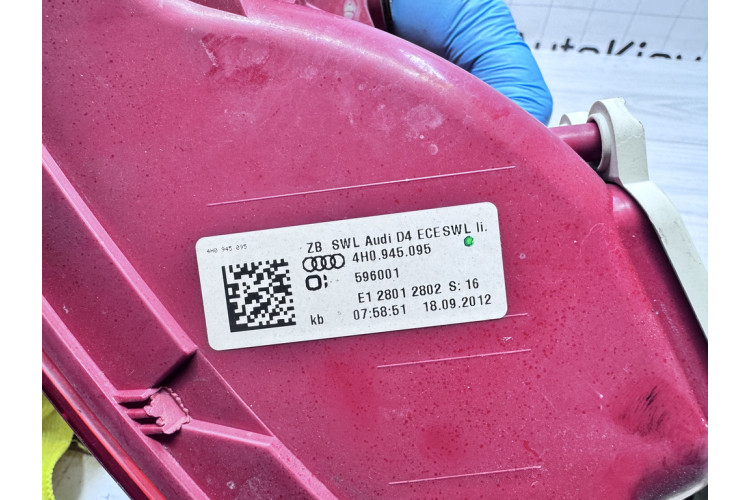 AutoKiev
4H0.945.095
ZB SWL Audi D4 ECESWL li.
4H0.945.095
596001
E1 2801 2802 S: 16
kb 07:58:51 18.09.2012